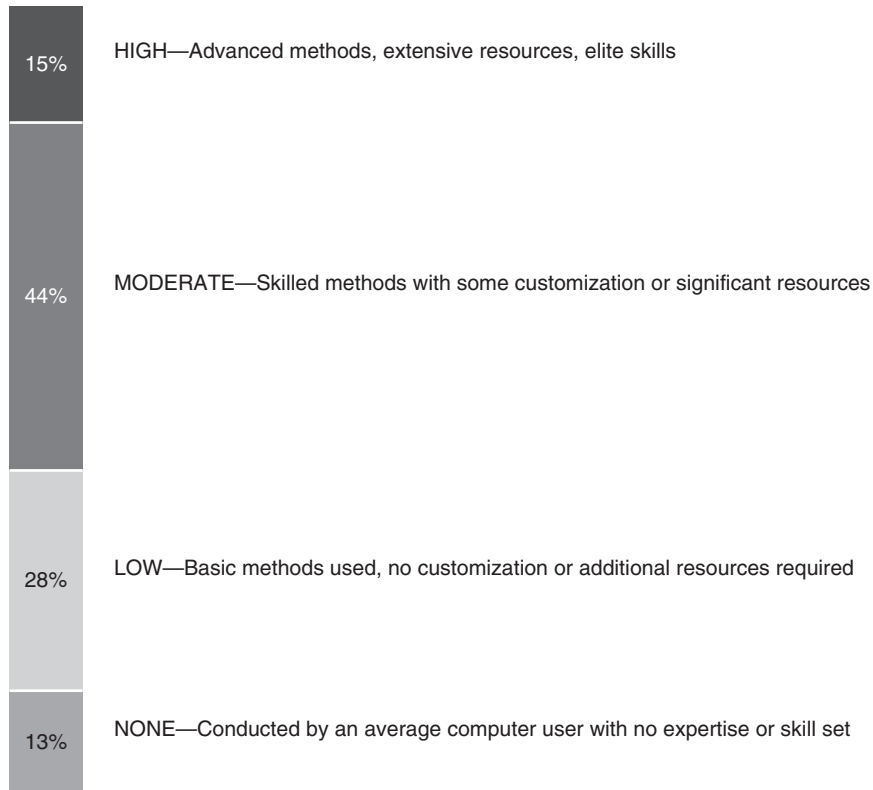 15%
HIGH—Advanced methods, extensive resources, elite skills
44%
MODERATE—Skilled methods with some customization or significant resources
28%
LOW—Basic methods used, no customization or additional resources required
13%
NONE—Conducted by an average computer user with no expertise or skill set